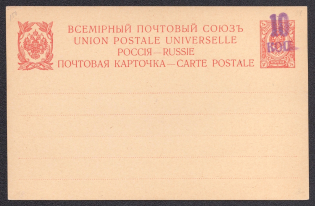 ВСЕМІРНЫЙ ПОЧТОВЫЙ СОЮЗЪ
UNION POSTALE UNIVERSELLE
РОССІЯ—RUSSIE
ПОЧТОВАЯ КАРТОЧКА—CARTE POSTALE
10
КОП.